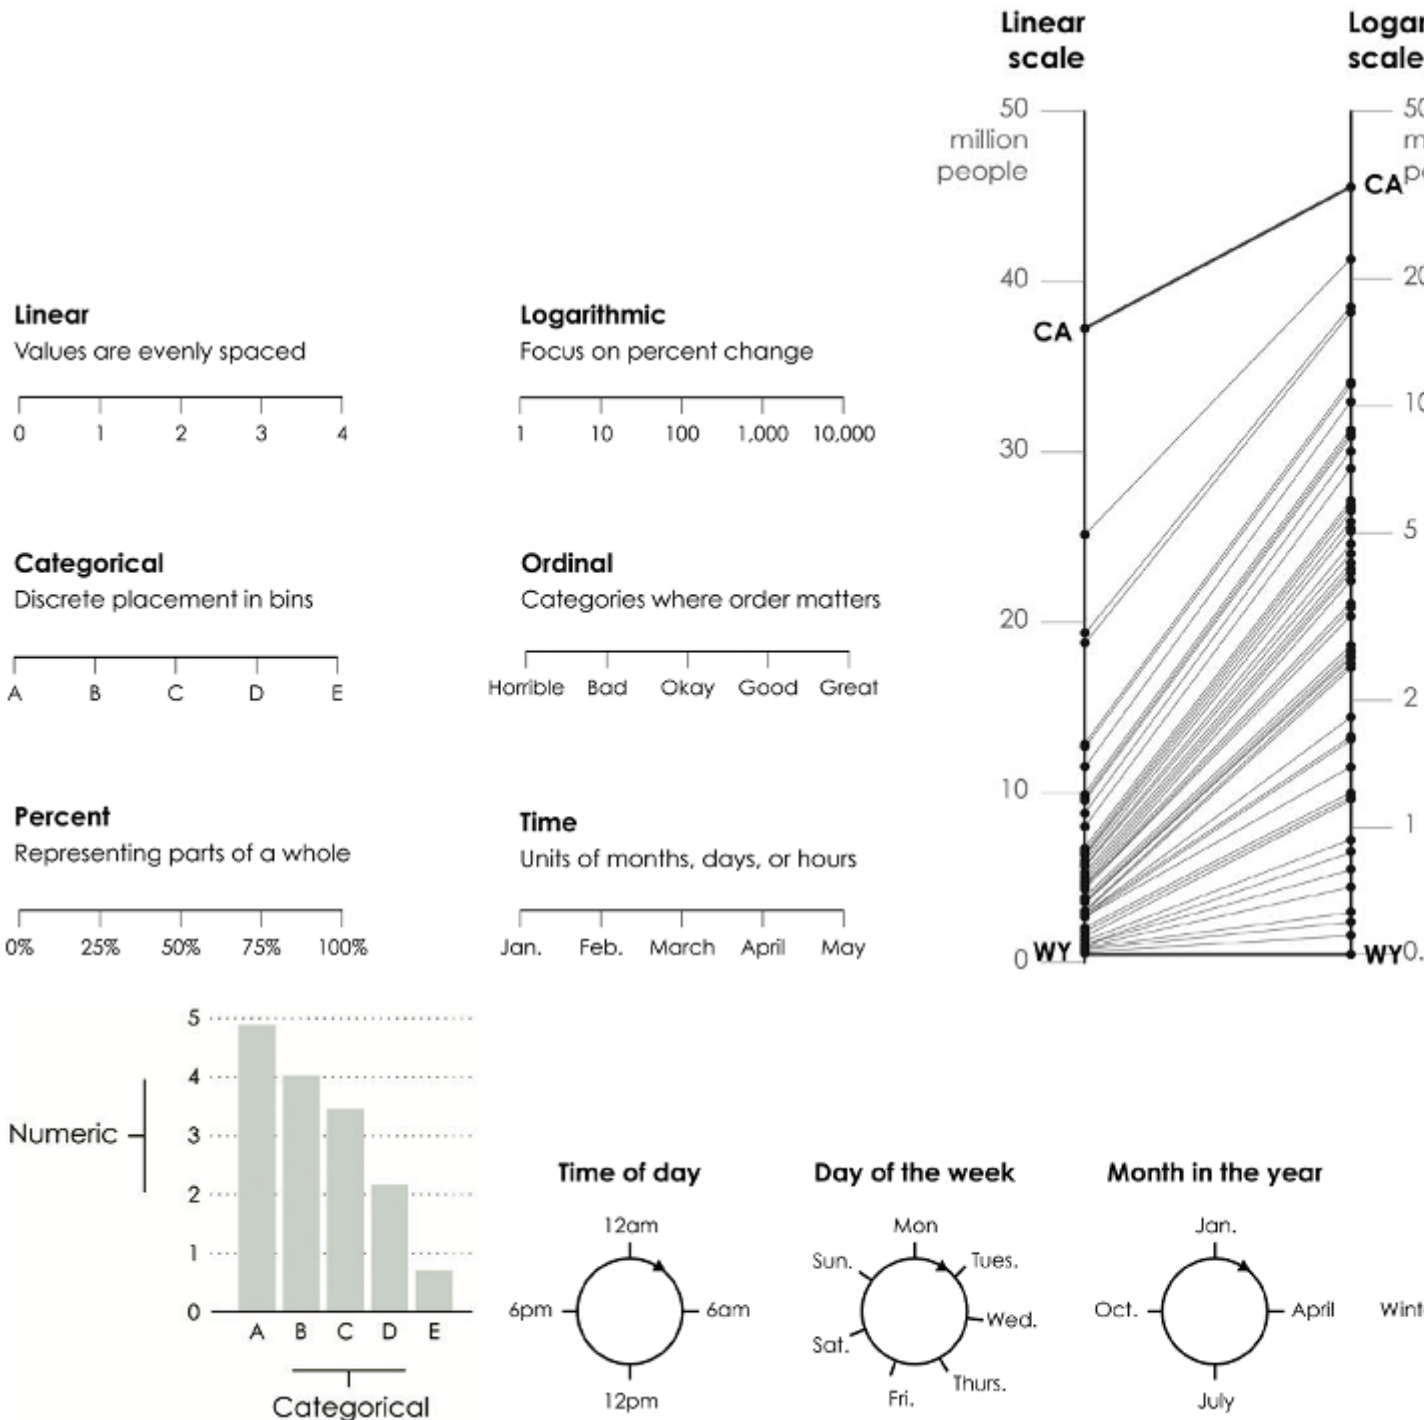 Linear
scale
50
million
people
40
CA
30
20
10
0
WY
scale
CA
20
10
5
2
1
WY
Linear
Values are evenly spaced
0 1 2 3 4
Logarithmic
Focus on percent change
1 10 100 1,000 10,000
Categorical
Discrete placement in bins
A B C D E
Ordinal
Categories where order matters
Horrible Bad Okay Good Great
Percent
Representing parts of a whole
0% 25% 50% 75% 100%
Time
Units of months, days, or hours
Jan. Feb. March April May
5
4
3
2
1
0
Numeric
A B C D E
Categorical
Time of day
12am
6pm 6am
12pm
Day of the week
Mon
Sun. Tues.
Wed.
Sat.
Thurs.
Fri.
Month in the year
Jan.
Oct. April
July